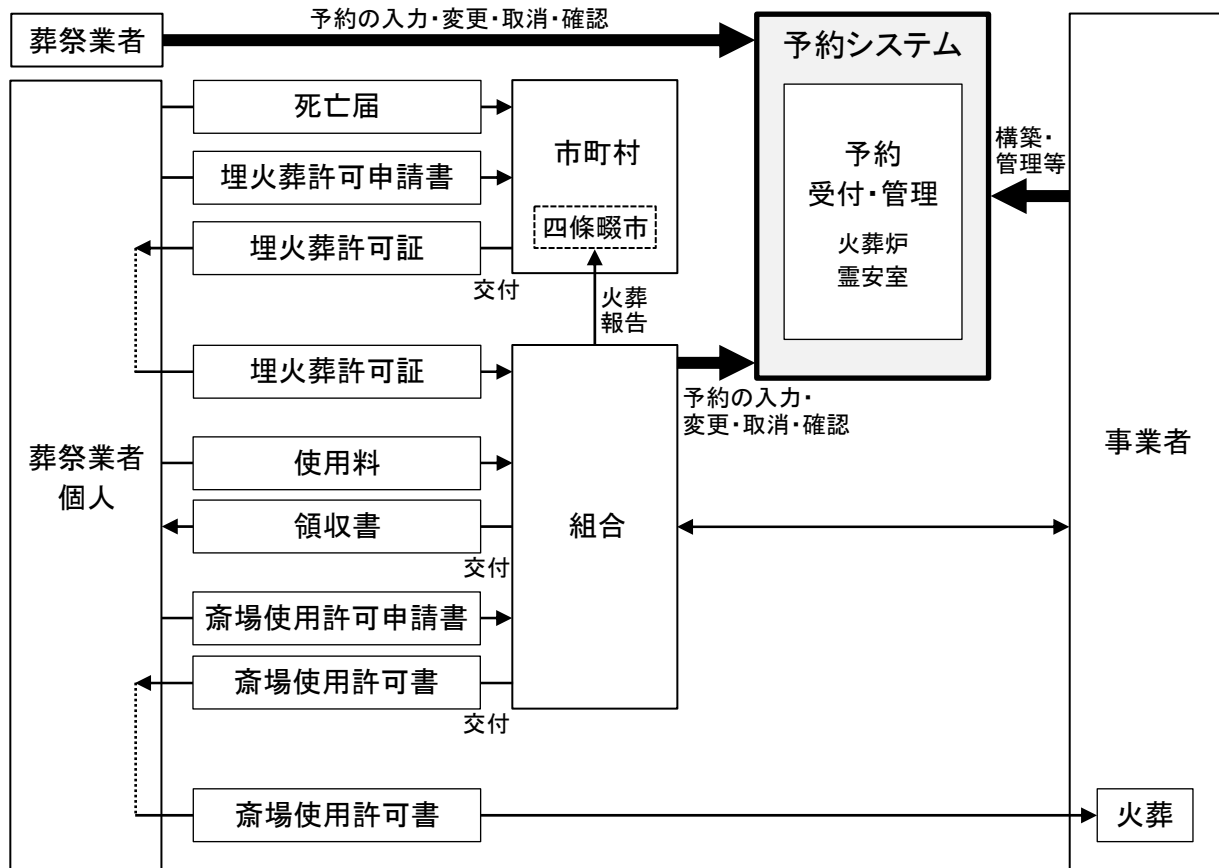 予約の入力・変更・取消・確認
葬祭業者
予約システム
死亡届
市町村
予約
受付・管理
構築・
管理等
埋火葬許可申請書
四條畷市
火葬炉
霊安室
埋火葬許可証
交付
火葬
報告
埋火葬許可証
予約の入力・
変更・取消・確認
葬祭業者
個人
使用料
事業者
領収書
組合
交付
斎場使用許可申請書
斎場使用許可書
交付
斎場使用許可書
火葬